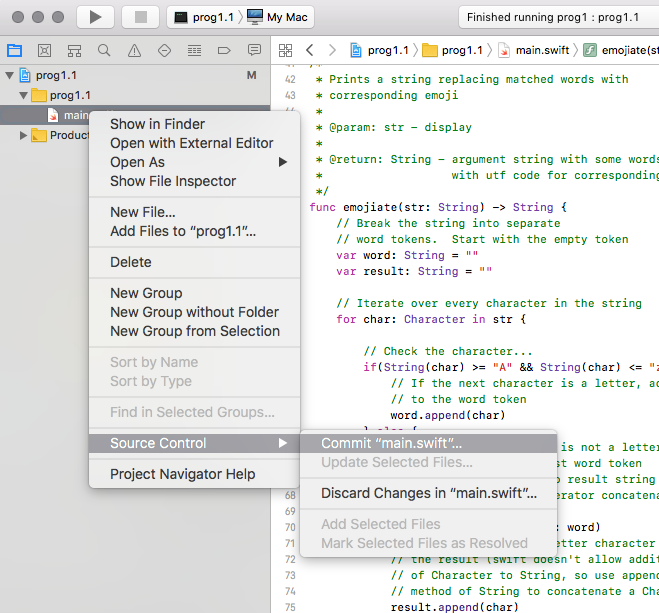 prog1.1 〉 My Mac
Finished running prog1 : prog1.1
prog1.1 〉 prog1.1 〉 main.swift 〉 f emojiate(st
prog1.1 M
prog1.1
main
Product
Show in Finder
Open with External Editor
Open As
Show File Inspector
New File...
Add Files to “prog1.1”...
Delete
New Group
New Group without Folder
New Group from Selection
Sort by Name
Sort by Type
Find in Selected Groups...
Source Control
Project Navigator Help
Commit “main.swift”...
Update Selected Files...
Discard Changes in “main.swift”...
Add Selected Files
Mark Selected Files as Resolved
42 * Prints a string replacing matched words with
43 * corresponding emoji
*
* @param: str – display
*
* @return: String – argument string with some words
* with utf code for corresponding
*/
func emojiate(str: String) -> String {
// Break the string into separate
// word tokens. Start with the empty token
var word: String = ""
var result: String = ""
// Iterate over every character in the string
for char: Character in str {
// Check the character...
if(String(char) >= "A" && String(char) <= "z
// If the next character is a letter, ad
// to the word token
word.append(char)
} else {
is not a letter
st word token
o result string
68 erator concatena
69
70 : word)
71 etter character
72 // the result (swift doesn't allow addit
73 // of Character to String, so use append
74 // method of String to concatenate a Cha
75 result.append(char)